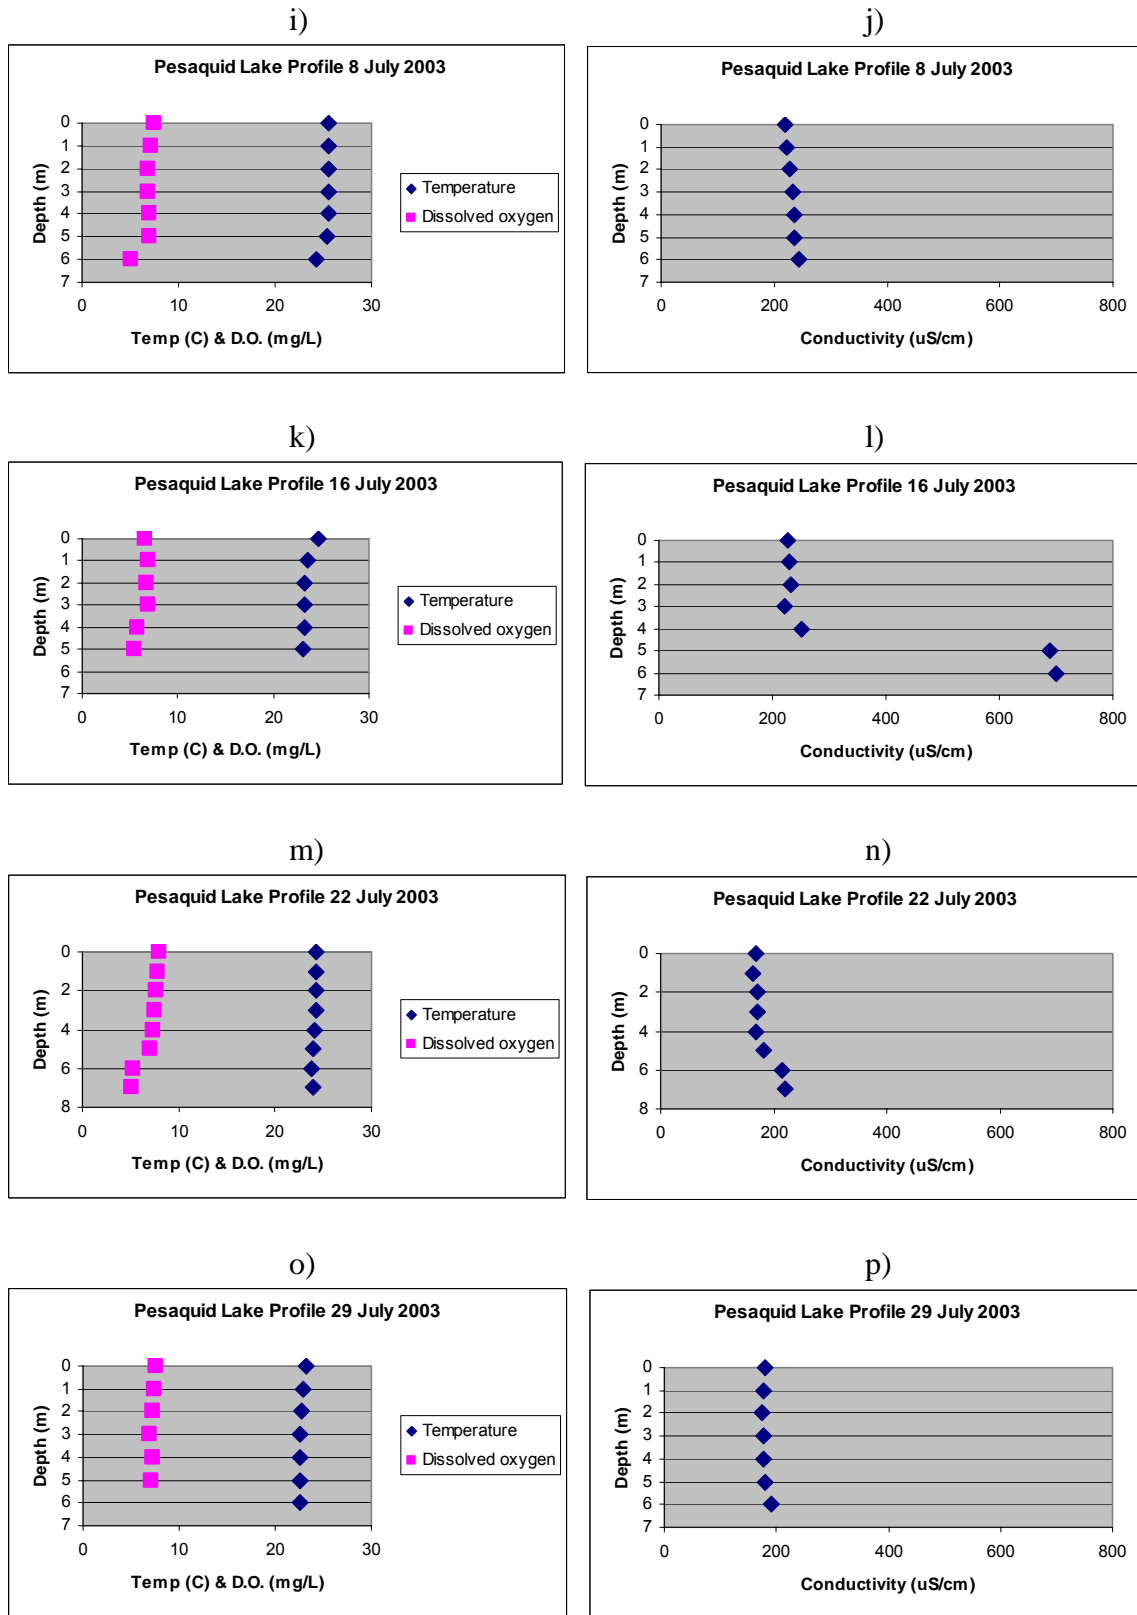 i)
Pesaquid Lake Profile 8 July 2003
Depth (m)
0
1
2
3
4
5
6
7
0 10 20 30
Temp (C) & D.O. (mg/L)
Temperature
Dissolved oxygen
j)
Pesaquid Lake Profile 8 July 2003
Depth (m)
0
1
2
3
4
5
6
7
0 200 400 600 800
Conductivity (uS/cm)
k)
Pesaquid Lake Profile 16 July 2003
Depth (m)
0
1
2
3
4
5
6
7
0 10 20 30
Temp (C) & D.O. (mg/L)
Temperature
Dissolved oxygen
l)
Pesaquid Lake Profile 16 July 2003
Depth (m)
0
1
2
3
4
5
6
7
0 200 400 600 800
Conductivity (uS/cm)
m)
Pesaquid Lake Profile 22 July 2003
Depth (m)
0
2
4
6
8
0 10 20 30
Temp (C) & D.O. (mg/L)
Temperature
Dissolved oxygen
n)
Pesaquid Lake Profile 22 July 2003
Depth (m)
0
2
4
6
8
0 200 400 600 800
Conductivity (uS/cm)
o)
Pesaquid Lake Profile 29 July 2003
Depth (m)
0
1
2
3
4
5
6
7
0 10 20 30
Temp (C) & D.O. (mg/L)
Temperature
Dissolved oxygen
p)
Pesaquid Lake Profile 29 July 2003
Depth (m)
0
1
2
3
4
5
6
7
0 200 400 600 800
Conductivity (uS/cm)